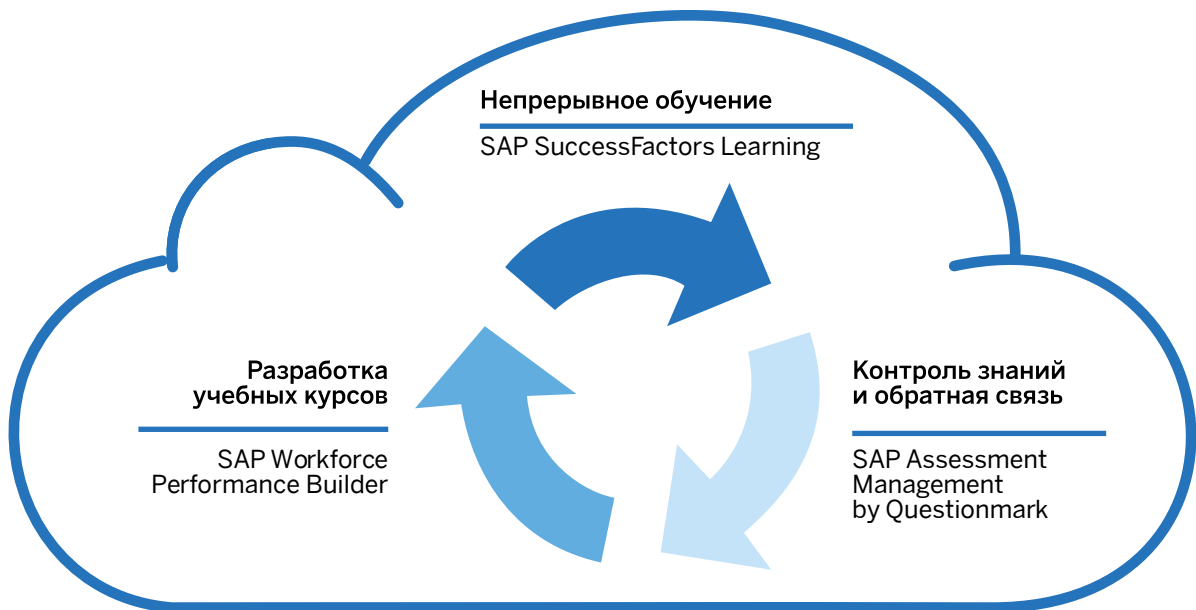 Непрерывное обучение
SAP SuccessFactors Learning
Разработка
учебных курсов
SAP Workforce
Performance Builder
Контроль знаний
и обратная связь
SAP Assessment
Management
by Questionmark